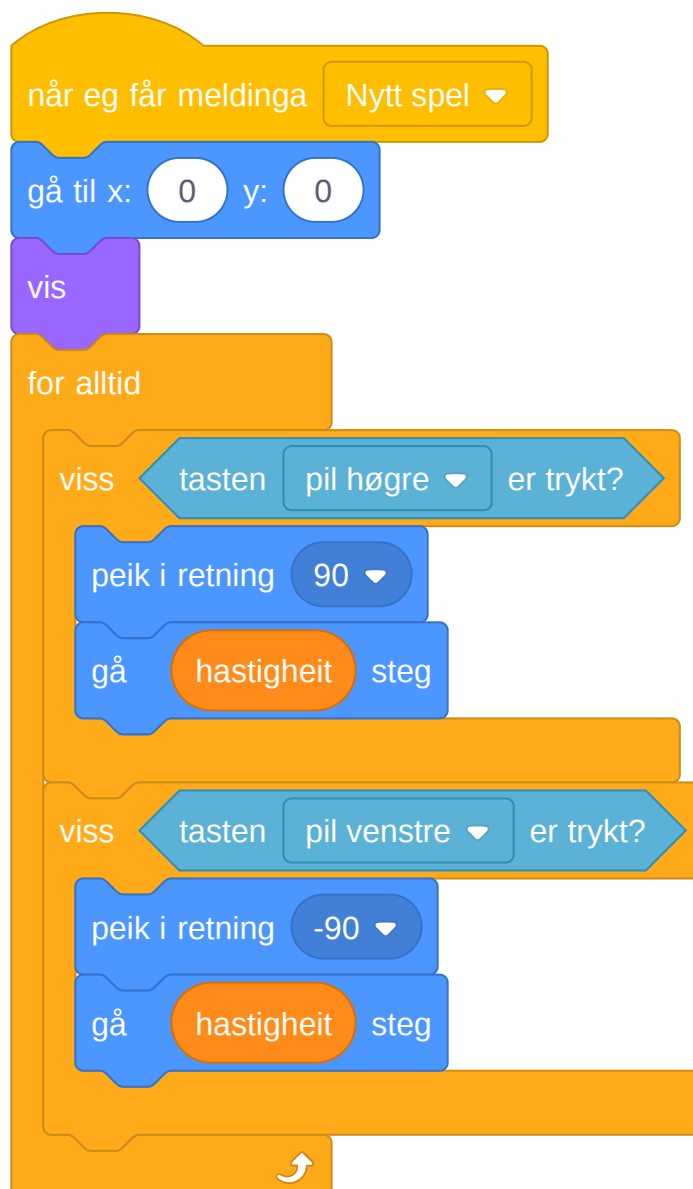 når eg får meldinga Nytt spel
gå til x: 0 y: 0
vis
for alltid
viss tasten pil høgre er trykt?
peik i retning 90
gå hastigheit steg
viss tasten pil venstre er trykt?
peik i retning -90
gå hastigheit steg